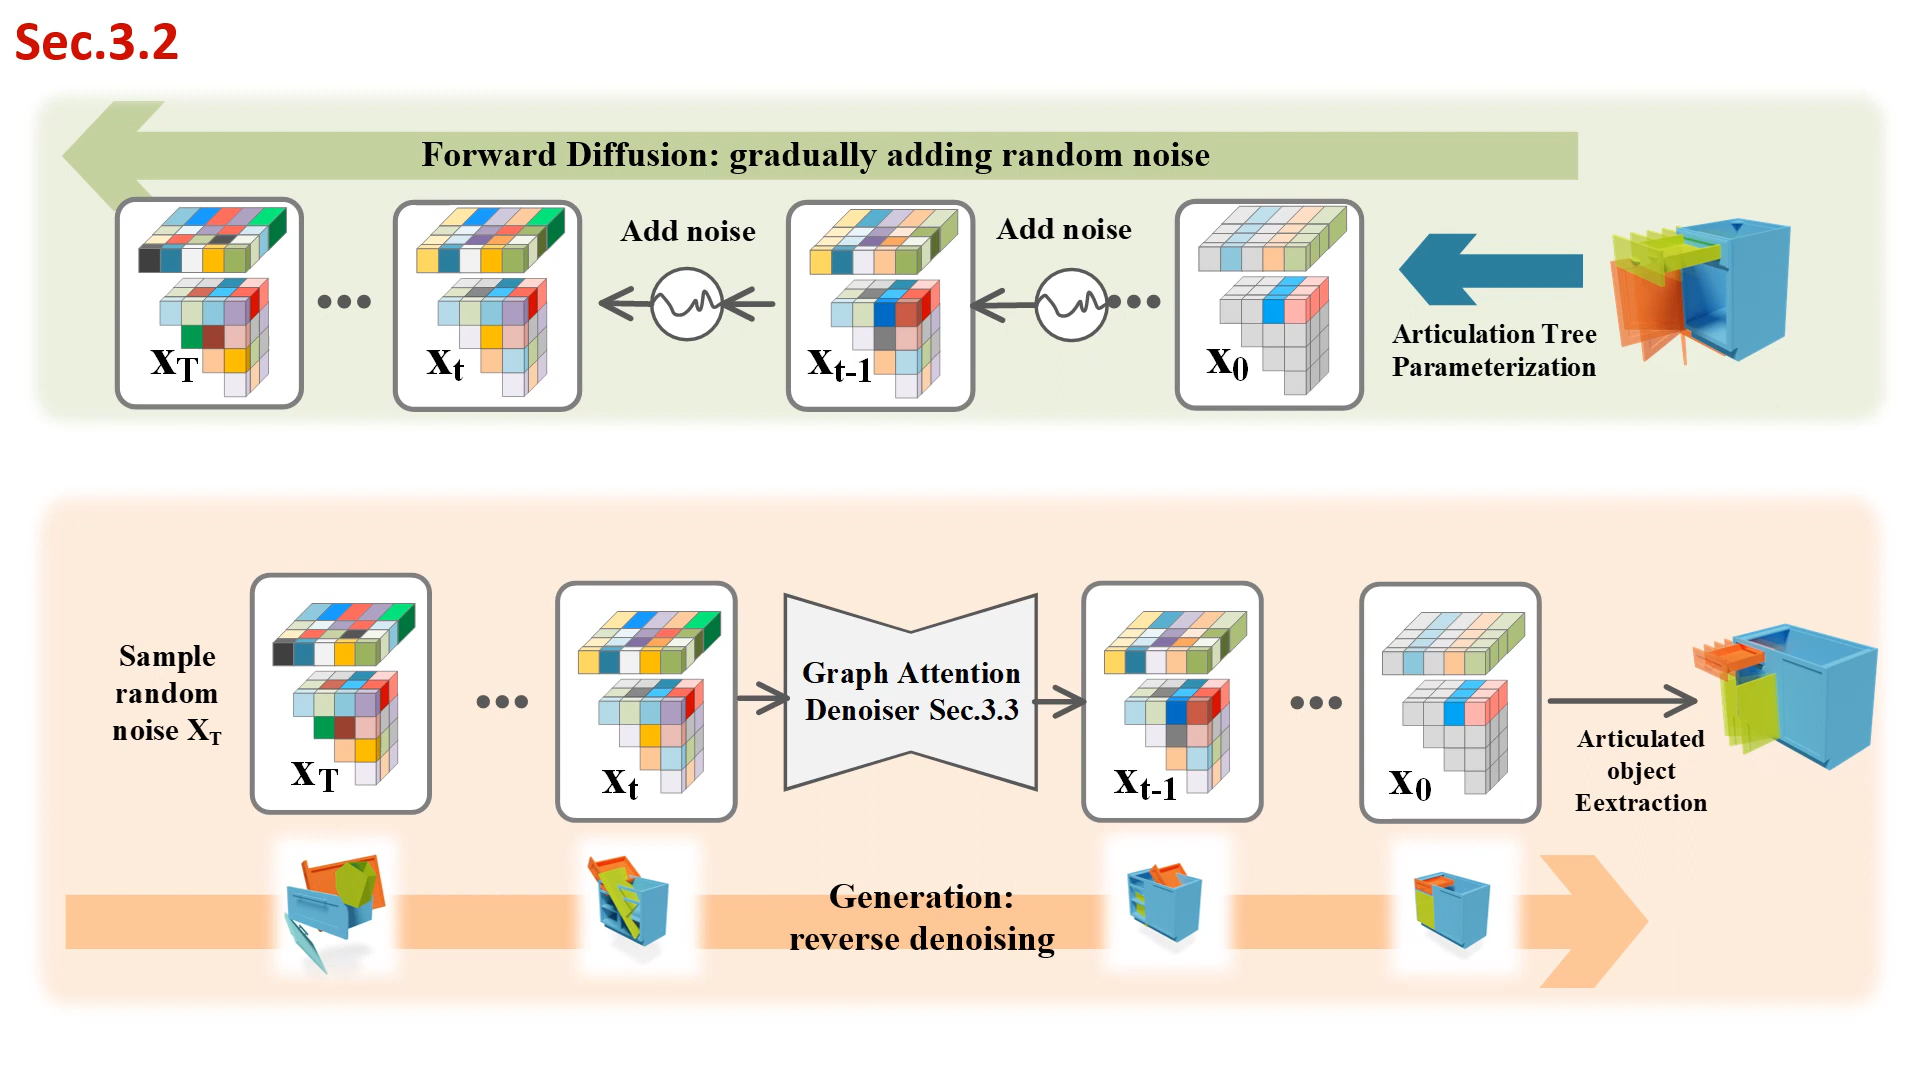 Sec.3.2
Forward Diffusion: gradually adding random noise
Add noise
Add noise
xT
xt
xt-1
x0
Articulation Tree
Parameterization
Sample
random
noise XT
xT
xt
Graph Attention
Denoiser Sec.3.3
xt-1
x0
Articulated
object
Eextraction
Generation:
reverse denoising